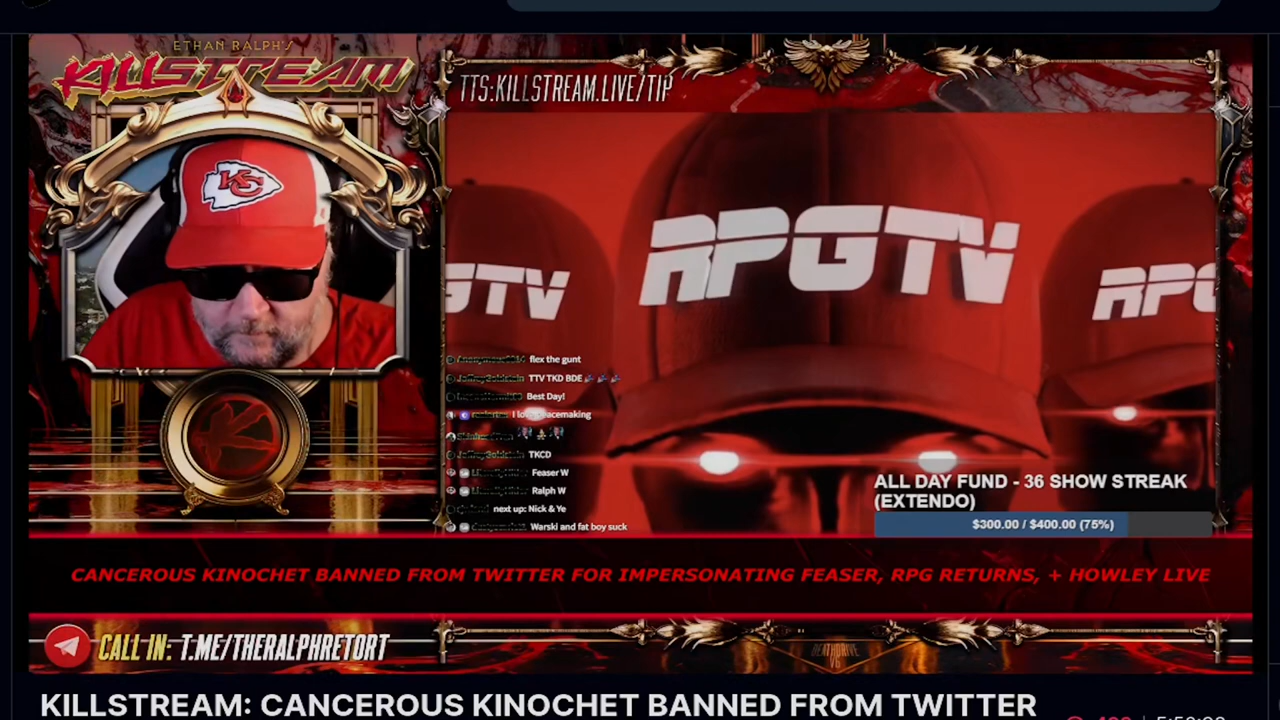 ETHAN RALPH'S
KILLSTREAM
TTS:KILLSTREAM.LIVE/TIP
KC
RPGTV
GTV
RPG
flex the gunt
TTV TKD BDE
Best Day!
I love peacemaking
TKCD
Feaser W
Ralph W
next up: Nick & Ye
Warski and fat boy suck
ALL DAY FUND - 36 SHOW STREAK
(EXTENDO)
$300.00 / $400.00 (75%)
CANCEROUS KINOCHET BANNED FROM TWITTER FOR IMPERSONATING FEASER, RPG RETURNS, + HOWLEY LIVE
CALL IN: T.ME/THERALPHRETORT
KILLSTREAM: CANCEROUS KINOCHET BANNED FROM TWITTER